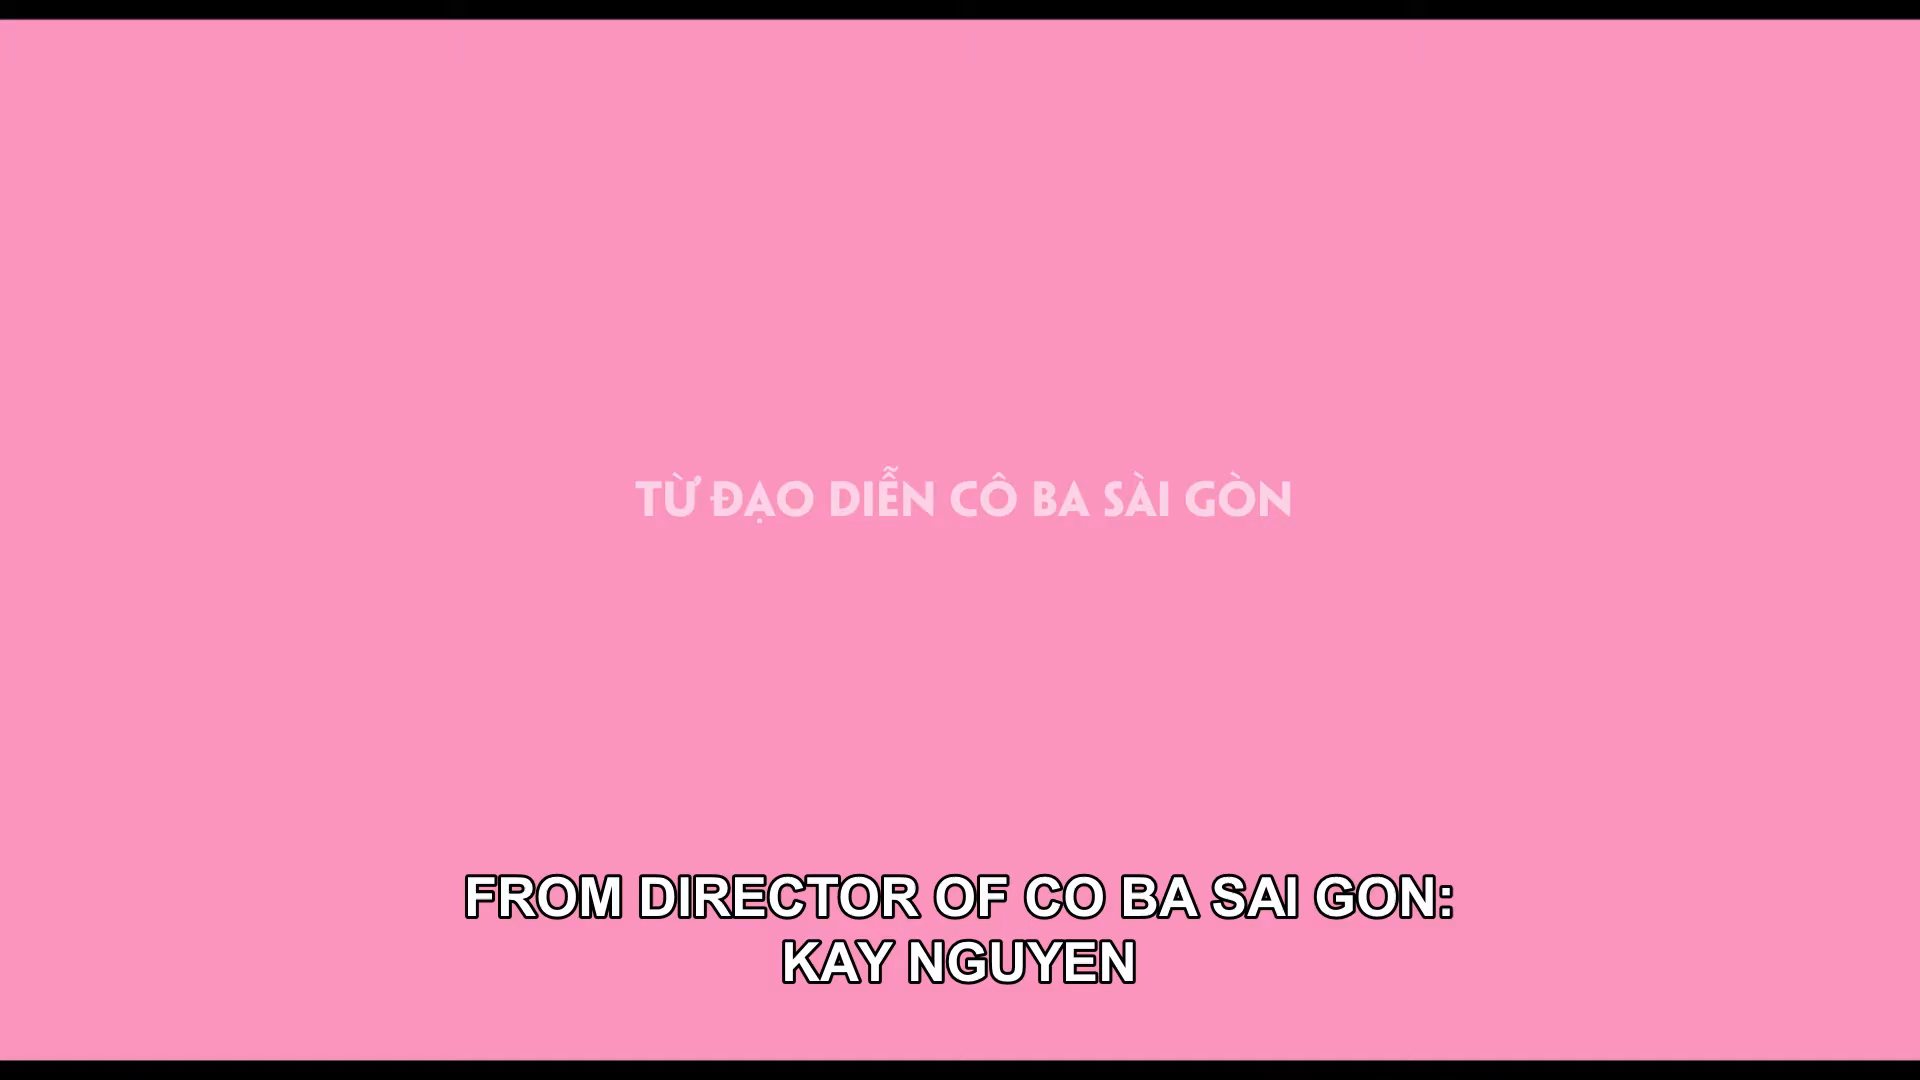 TỪ ĐẠO DIỄN CÔ BA SÀI GÒN
FROM DIRECTOR OF CO BA SAI GON:
KAY NGUYEN